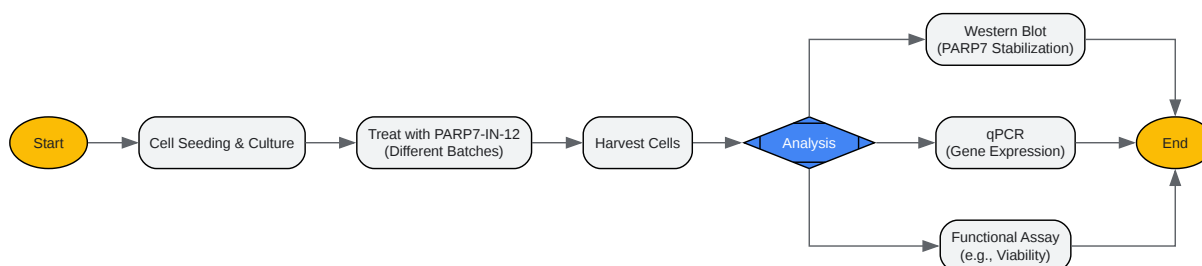 Start
Cell Seeding & Culture
Treat with PARP7-IN-12
(Different Batches)
Harvest Cells
Analysis
Western Blot
(PARP7 Stabilization)
qPCR
(Gene Expression)
Functional Assay
(e.g., Viability)
End